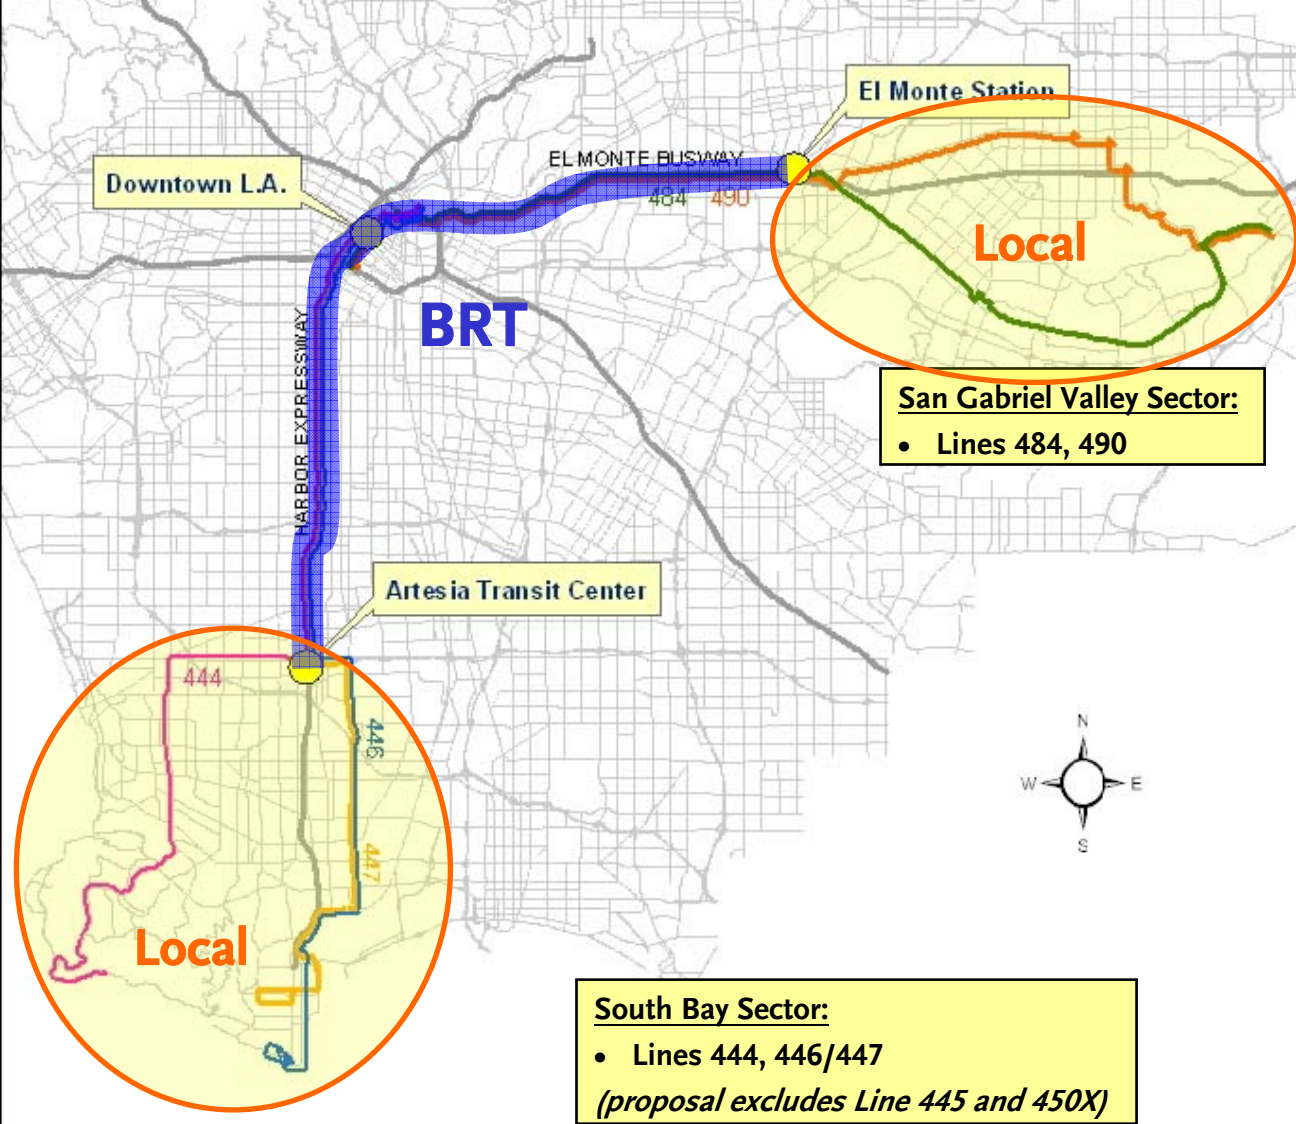 El Monte Station
EL MONTE BUSWAY
Downtown L.A.
484 490
Local
BRT
HARBOR EXPRESSWAY
San Gabriel Valley Sector:
• Lines 484, 490
Artesia Transit Center
444
446
447
N
W E
S
Local
South Bay Sector:
• Lines 444, 446/447
(proposal excludes Line 445 and 450X)